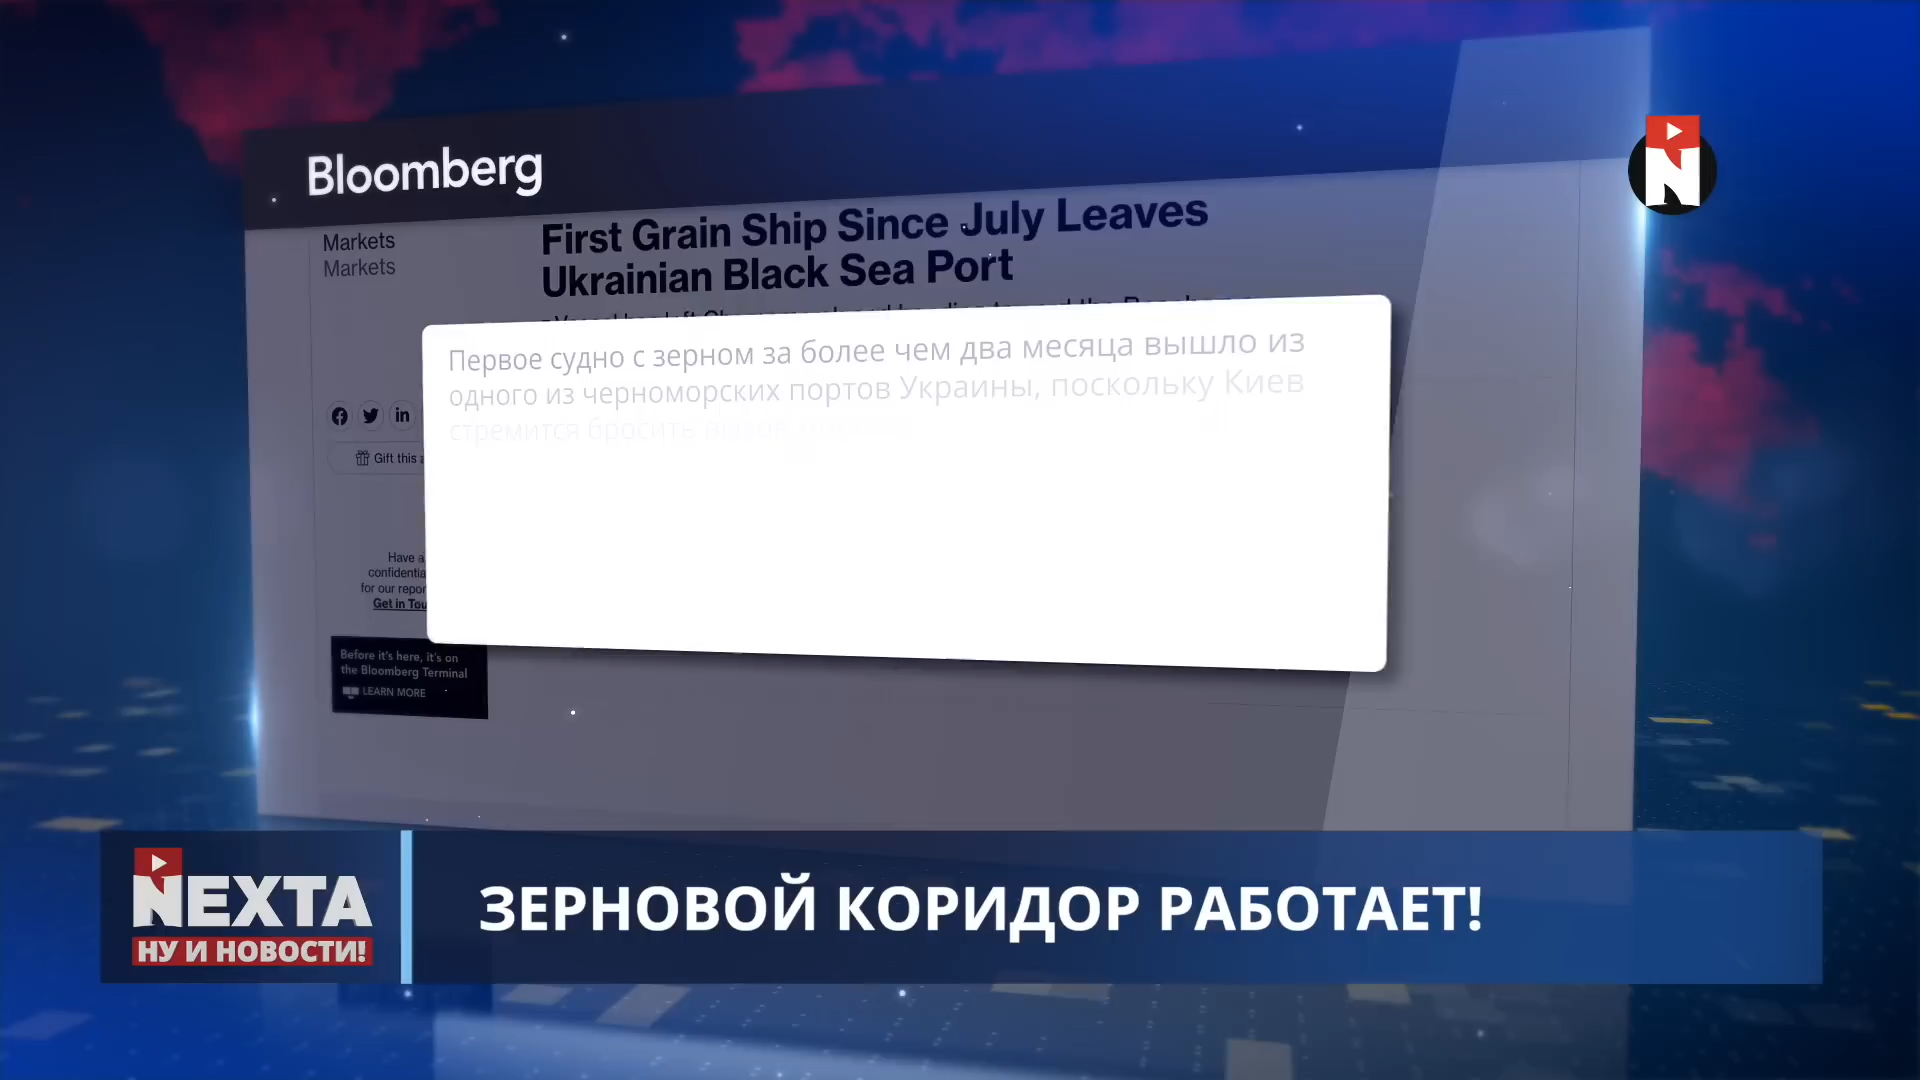 Bloomberg
Markets
Markets
First Grain Ship Since July Leaves
Ukrainian Black Sea Port
Первое судно с зерном за более чем два месяца вышло из
одного из черноморских портов Украины, поскольку Киев
стремится бросить
Gift this
Have a
confidentia
for our repor
Get in Tou
Before it's here, it's on
the Bloomberg Terminal
LEARN MORE
NEXTA
НУ И НОВОСТИ!
ЗЕРНОВОЙ КОРИДОР РАБОТАЕТ!